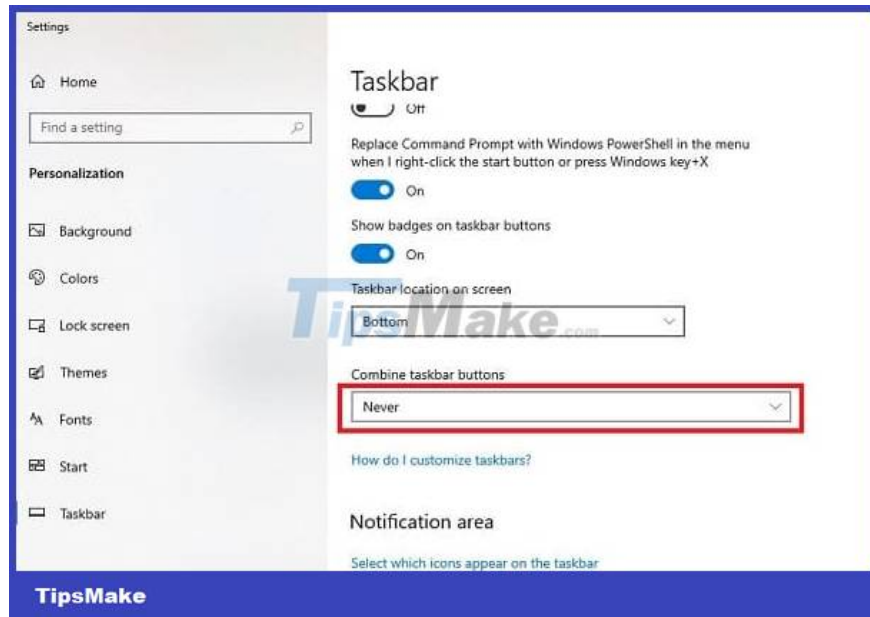 Settings
Home
Find a setting
Personalization
Background
Colors
Lock screen
Themes
Fonts
Start
Taskbar
Taskbar
Off
Replace Command Prompt with Windows PowerShell in the menu
when I right-click the start button or press Windows key+X
On
Show badges on taskbar buttons
On
Taskbar location on screen
Bottom
TipsMake.com
Combine taskbar buttons
Never
How do I customize taskbars?
Notification area
Select which icons appear on the taskbar
TipsMake